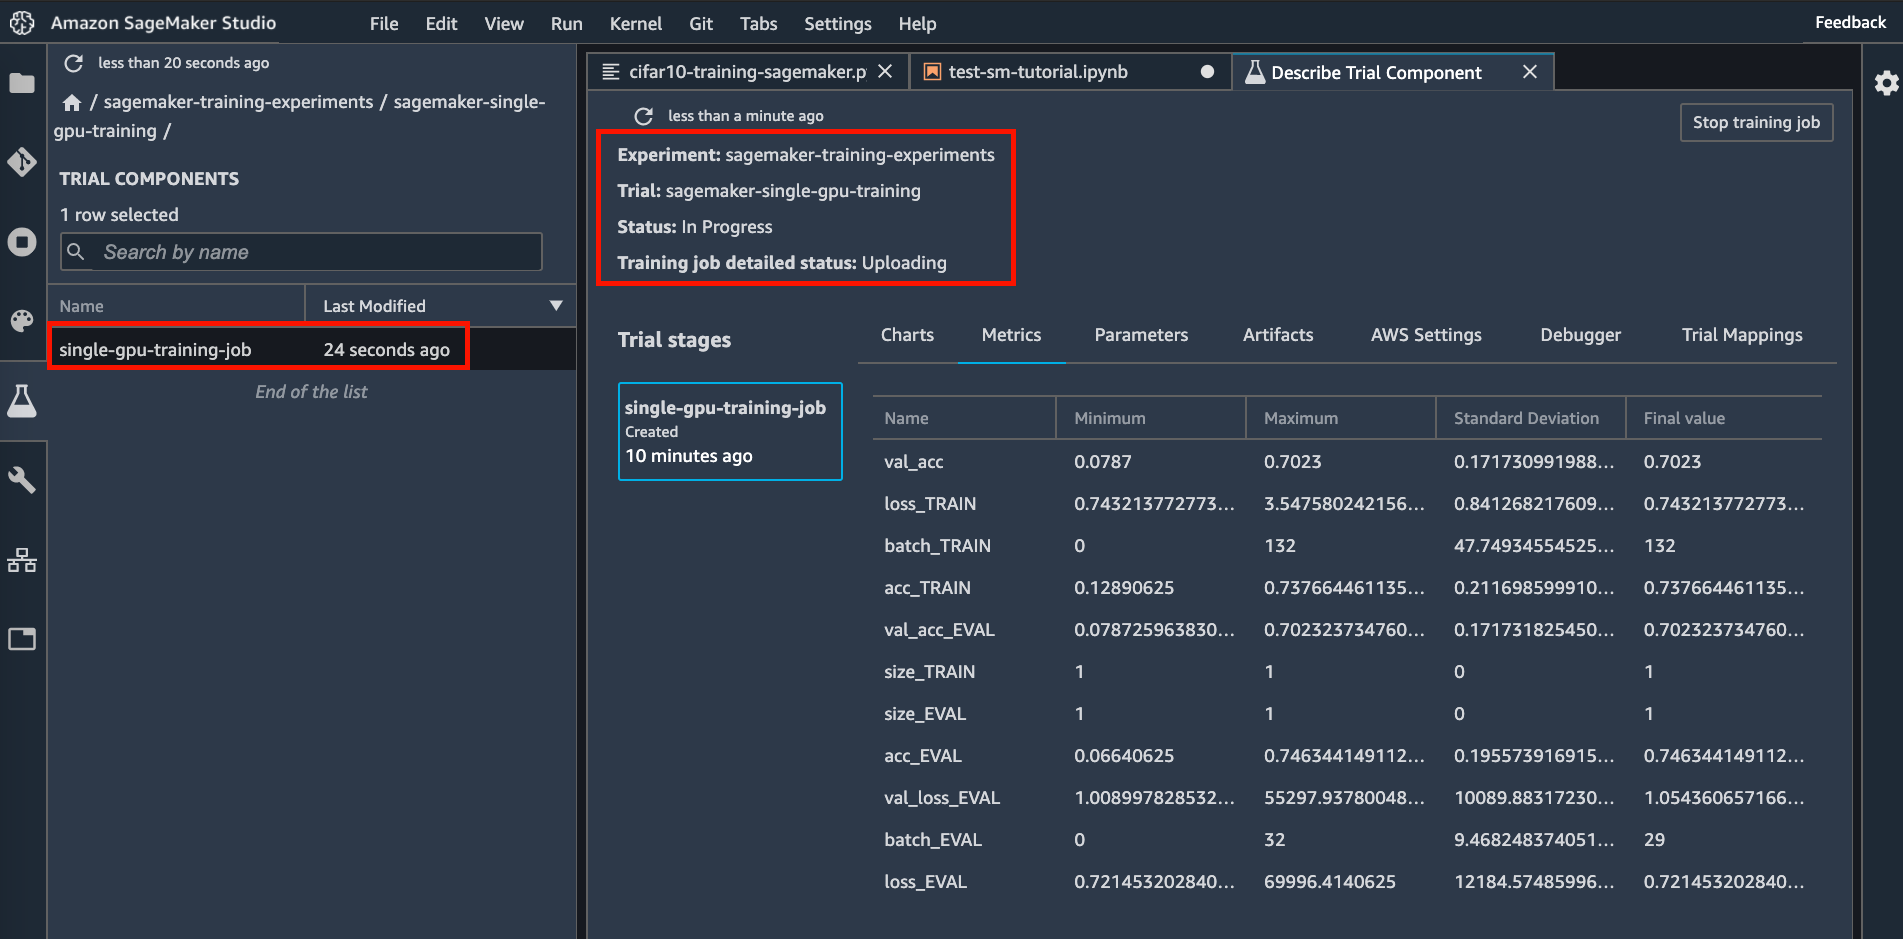 Amazon SageMaker Studio File Edit View Run Kernel Git Tabs Settings Help Feedback
less than 20 seconds ago
/ sagemaker-training-experiments / sagemaker-single-
gpu-training /
TRIAL COMPONENTS
1 row selected
Search by name
Name Last Modified
single-gpu-training-job 24 seconds ago
End of the list
cifar10-training-sagemaker.p test-sm-tutorial.ipynb Describe Trial Component
less than a minute ago
Stop training job
Experiment: sagemaker-training-experiments
Trial: sagemaker-single-gpu-training
Status: In Progress
Training job detailed status: Uploading
Trial stages
single-gpu-training-job
Created
10 minutes ago
Charts Metrics Parameters Artifacts AWS Settings Debugger Trial Mappings
Name Minimum Maximum Standard Deviation Final value
val_acc 0.0787 0.7023 0.171730991988... 0.7023
loss_TRAIN 0.743213772773... 3.547580242156... 0.841268217609... 0.743213772773...
batch_TRAIN 0 132 47.74934554525... 132
acc_TRAIN 0.12890625 0.737664461135... 0.211698599910... 0.737664461135...
val_acc_EVAL 0.078725963830... 0.702323734760... 0.171731825450... 0.702323734760...
size_TRAIN 1 1 0 1
size_EVAL 1 1 0 1
acc_EVAL 0.06640625 0.746344149112... 0.195573916915... 0.746344149112...
val_loss_EVAL 1.008997828532... 55297.93780048... 10089.88317230... 1.054360657166...
batch_EVAL 0 32 9.468248374051... 29
loss_EVAL 0.721453202840... 69996.4140625 12184.57485996... 0.721453202840...